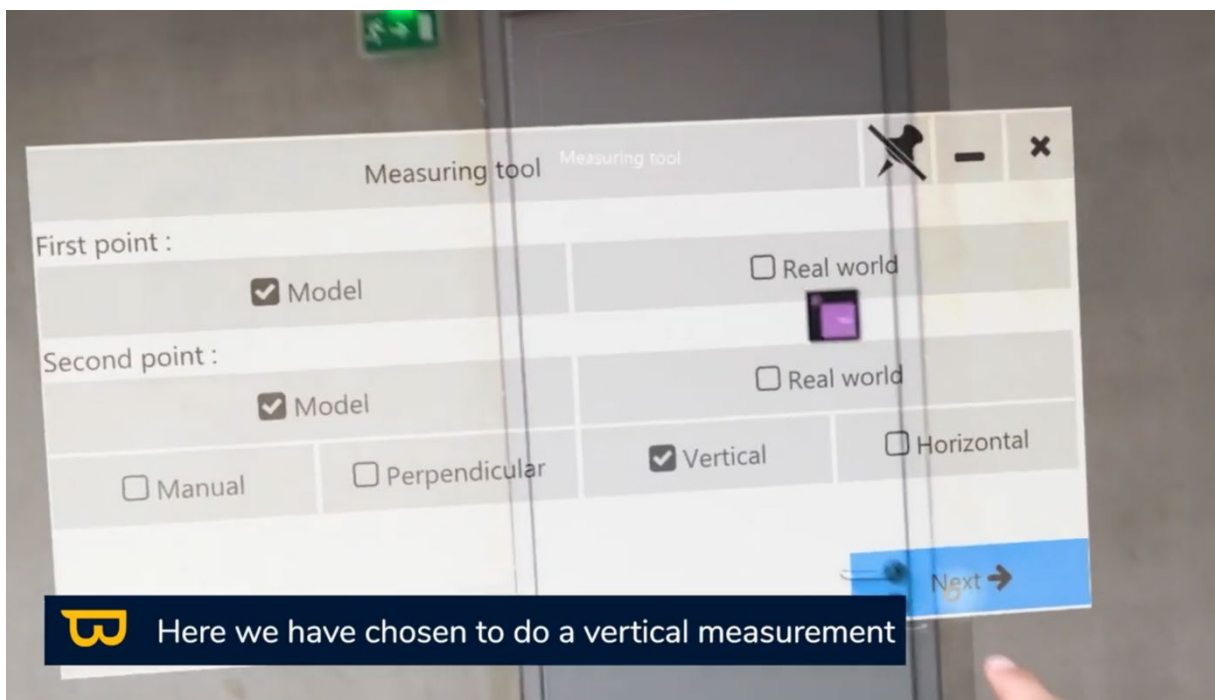 Measuring tool
Measuring tool
First point :
Model
Real world
Second point :
Model
Real world
Manual
Perpendicular
Vertical
Horizontal
Next
Here we have chosen to do a vertical measurement